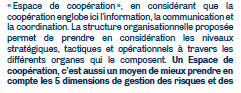 « Espace de coopération », en considérant que la
coopération englobe ici l'information, la communication et
la coordination. La structure organisationnelle proposée
permet de prendre en considération les niveaux
stratégiques, tactiques et opérationnels à travers les
différents organes qui le composent. Un Espace de
coopération, c'est aussi un moyen de mieux prendre en
compte les 5 dimensions de gestion des risques et des